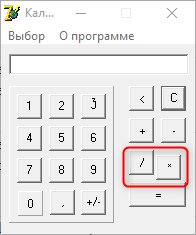 Кал...
Выбор О программе
1 2 3 < C
4 5 6 + -
7 8 9 / *
0 , +/- =